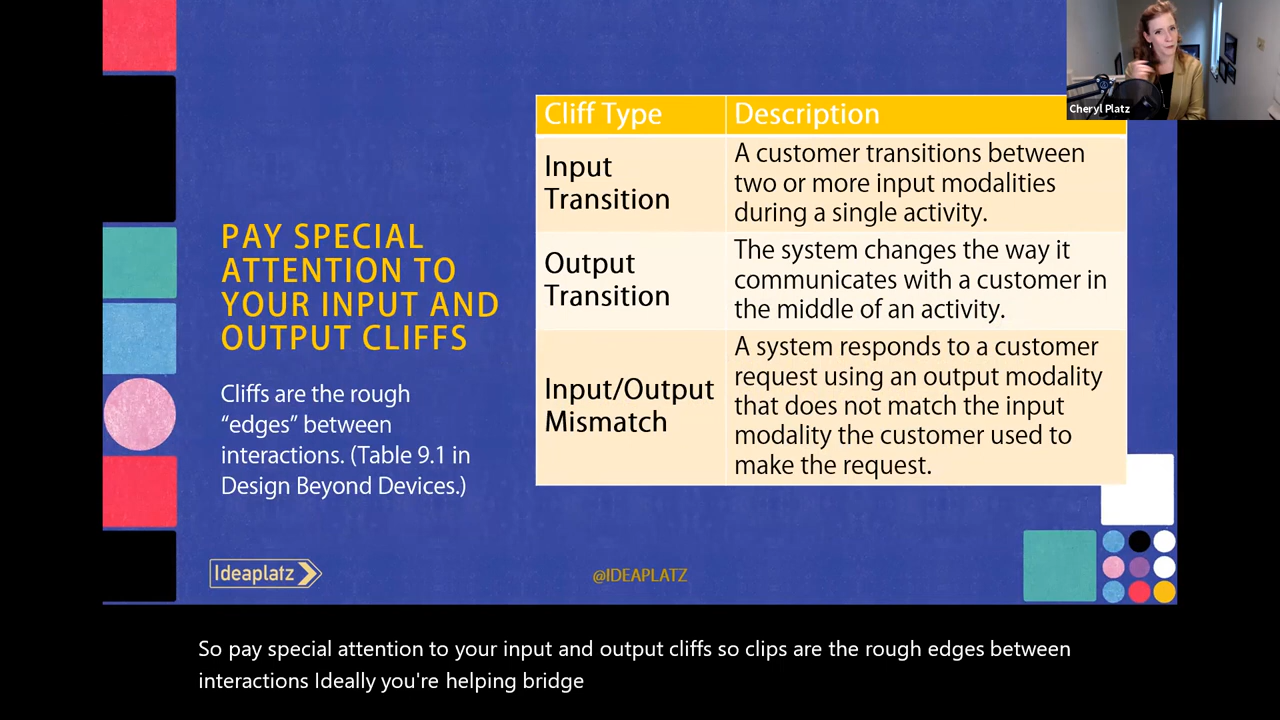 PAY SPECIAL
ATTENTION TO
YOUR INPUT AND
OUTPUT CLIFFS
Cliffs are the rough
“edges” between
interactions. (Table 9.1 in
Design Beyond Devices.)
Cliff Type
Description
Input
Transition
A customer transitions between
two or more input modalities
during a single activity.
Output
Transition
The system changes the way it
communicates with a customer in
the middle of an activity.
Input/Output
Mismatch
A system responds to a customer
request using an output modality
that does not match the input
modality the customer used to
make the request.
Cheryl Platz
Ideaplatz
@IDEAPLATZ
So pay special attention to your input and output cliffs so clips are the rough edges between
interactions Ideally you're helping bridge